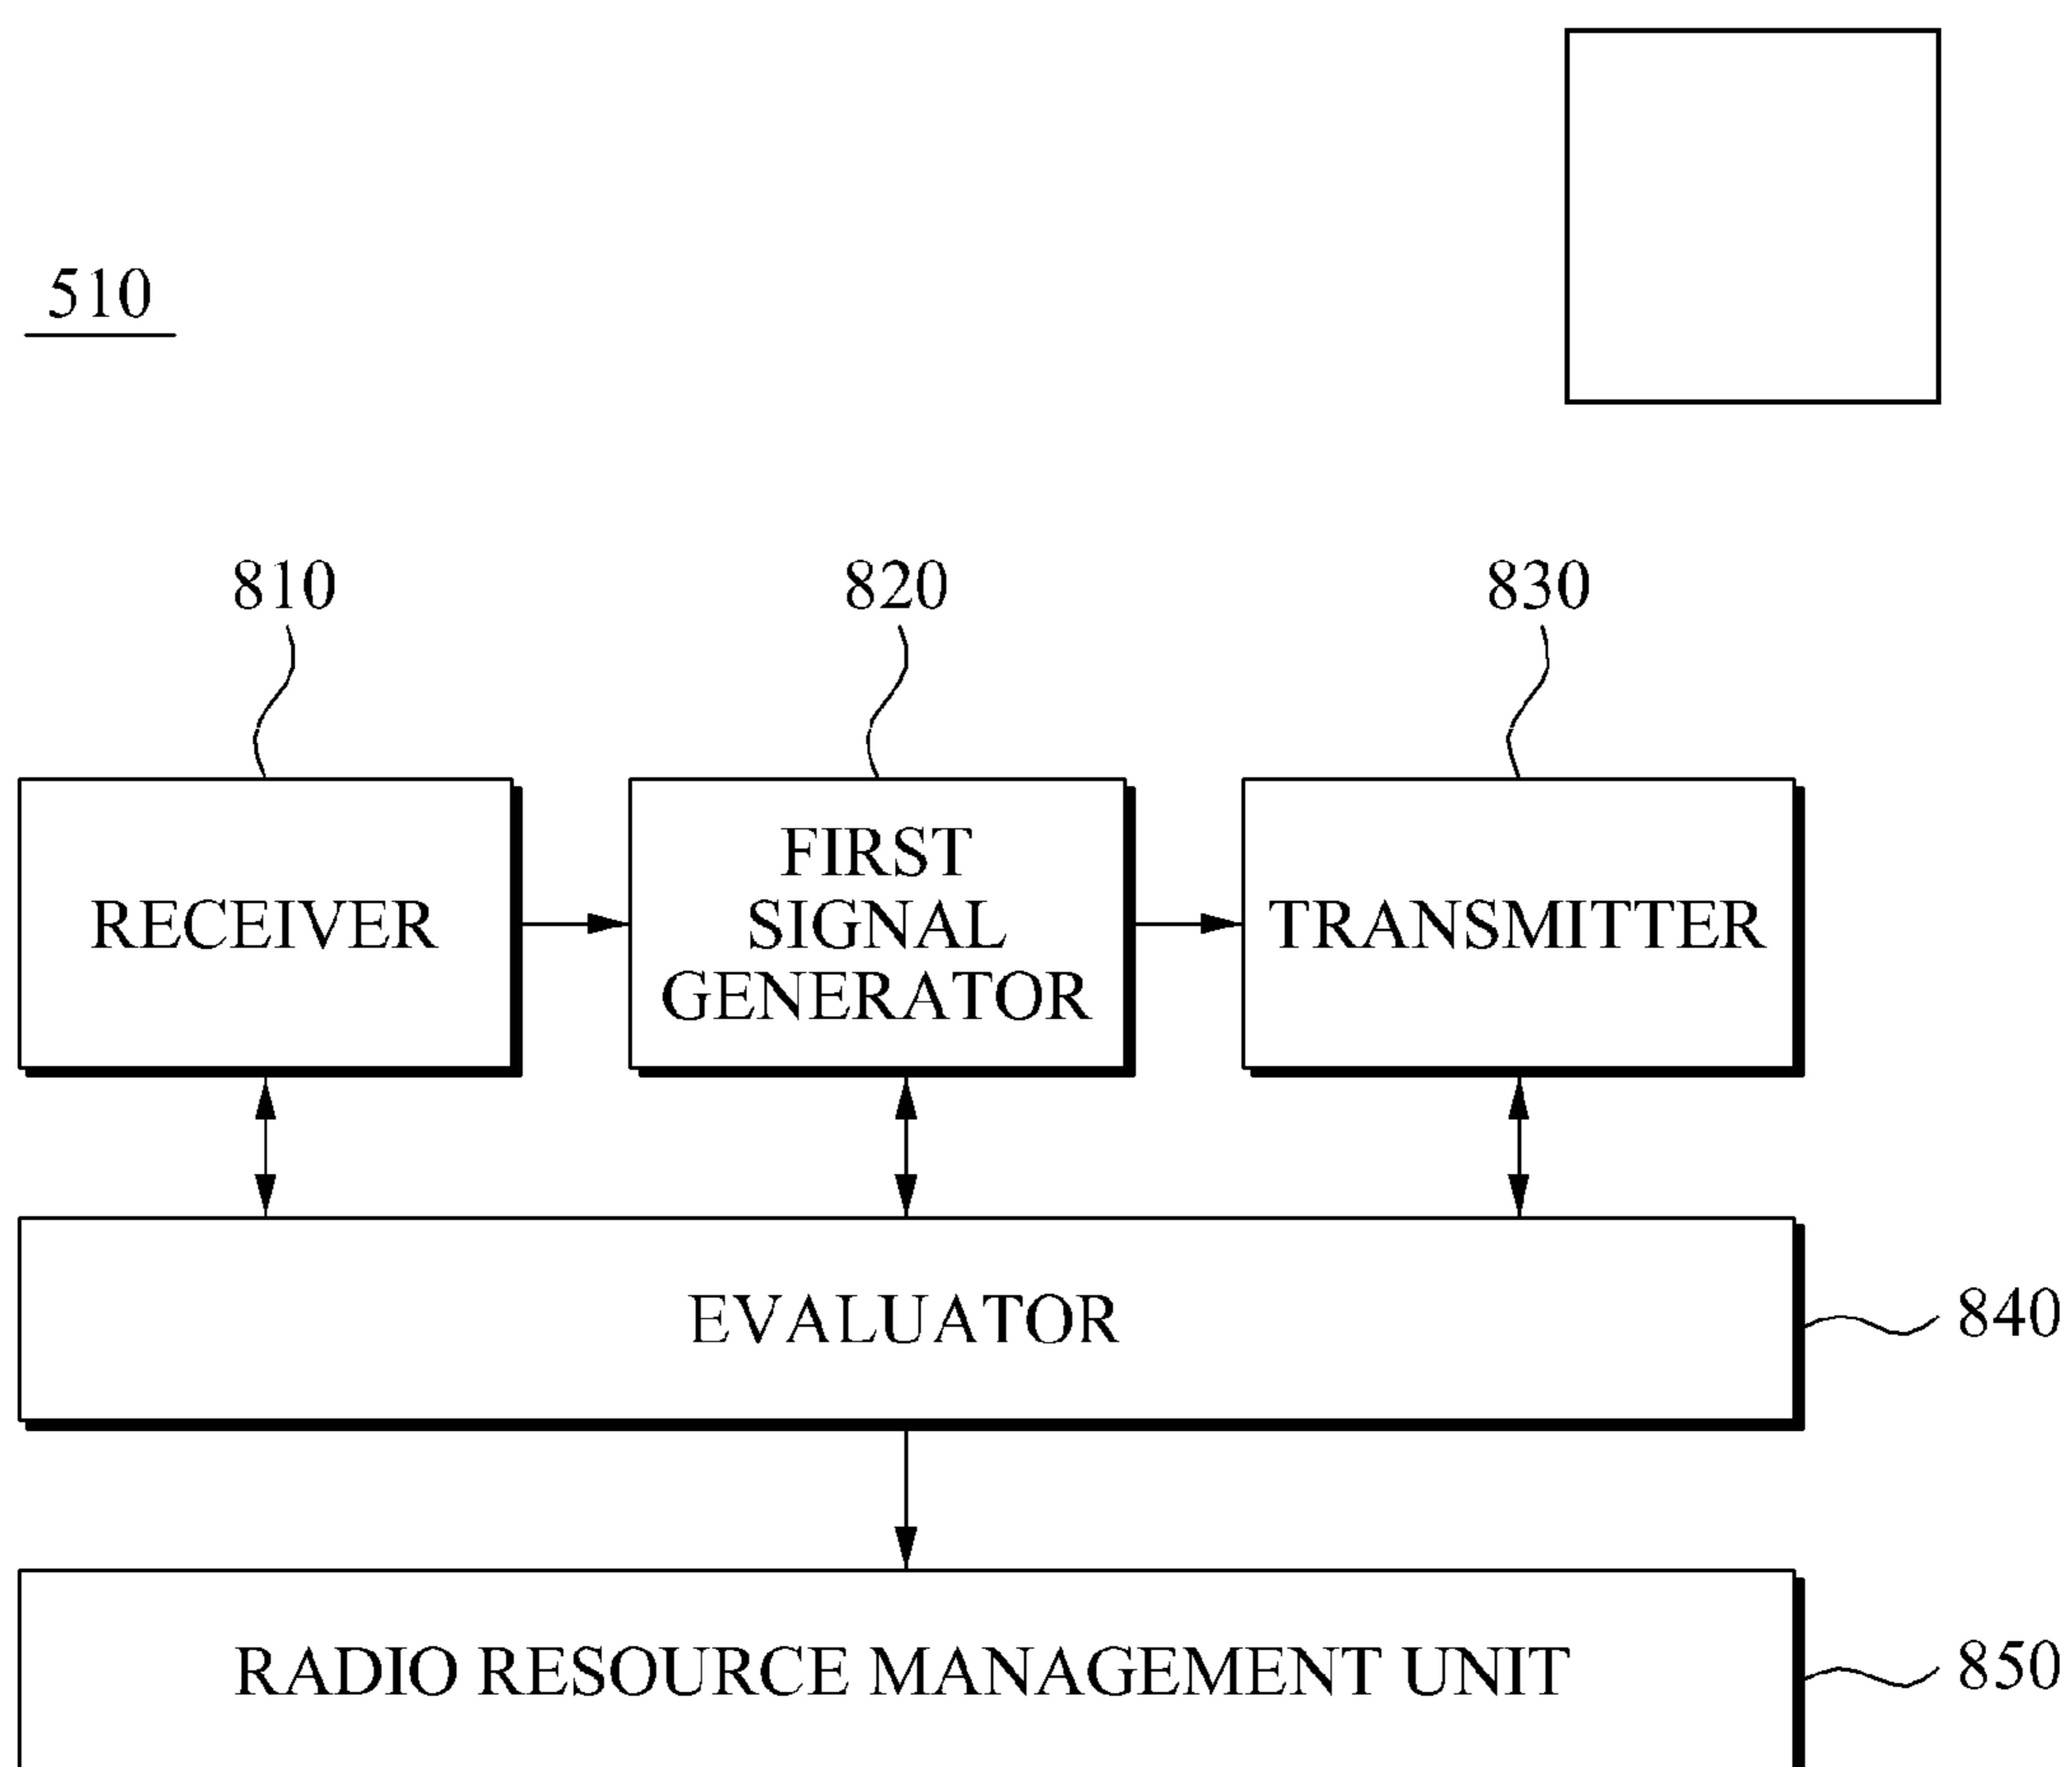 510
810
820
830
RECEIVER
FIRST
SIGNAL
GENERATOR
TRANSMITTER
EVALUATOR
840
RADIO RESOURCE MANAGEMENT UNIT
850